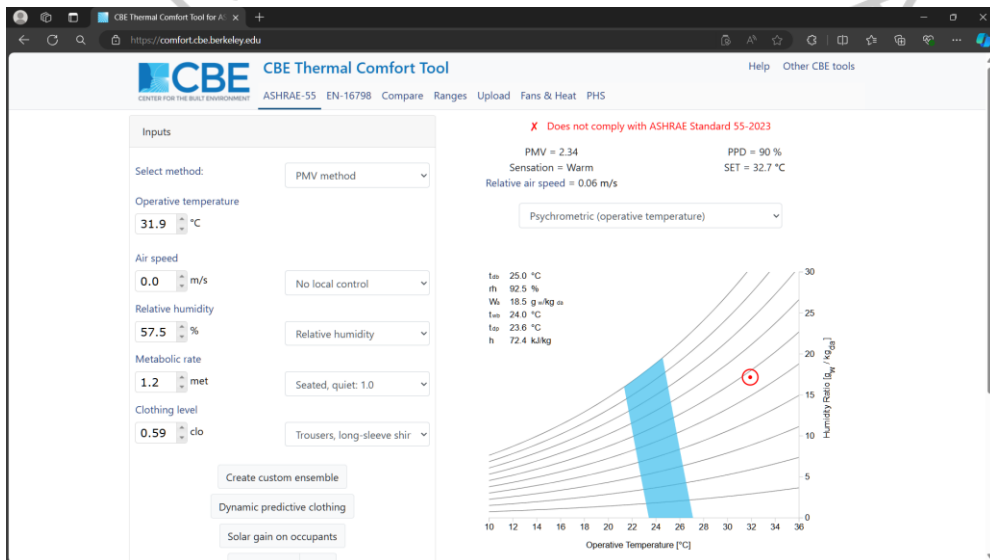 CBE Thermal Comfort Tool for A
https://comfort.cbe.berkeley.edu
CBE
CENTER FOR THE BUILT ENVIRONMENT
CBE Thermal Comfort Tool
Help Other CBE tools
ASHRAE-55 EN-16798 Compare Ranges Upload Fans & Heat PHS
Inputs
Select method:
PMV method
Operative temperature
31.9 °C
Air speed
0.0 m/s
No local control
Relative humidity
57.5 %
Relative humidity
Metabolic rate
1.2 met
Seated, quiet: 1.0
Clothing level
0.59 clo
Trousers, long-sleeve shir
Create custom ensemble
Dynamic predictive clothing
Solar gain on occupants
✗ Does not comply with ASHRAE Standard 55-2023
PMV = 2.34 PPD = 90 %
Sensation = Warm SET = 32.7 °C
Relative air speed = 0.06 m/s
Psychrometric (operative temperature)
tdb 25.0 °C
rh 92.5 %
Wa 18.5 g w/kg da
twb 24.0 °C
tdp 23.6 °C
h 72.4 kJ/kg
30
25
20
15
10
5
0
Humidity Ratio [gw / kgda]
10 12 14 16 18 20 22 24 26 28 30 32 34 36
Operative Temperature [°C]